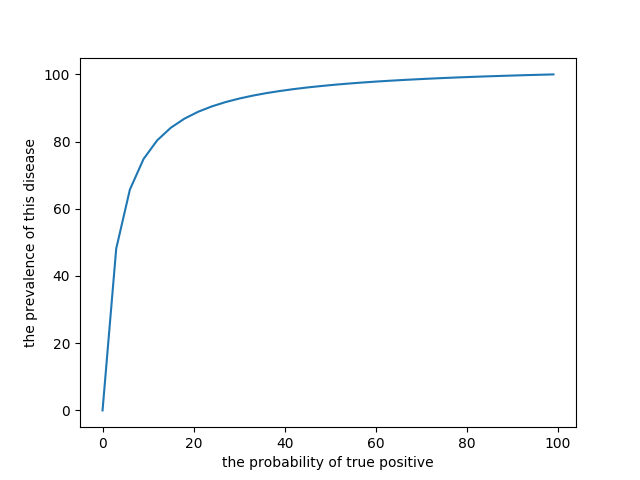 100
80
60
40
20
0
the prevalence of this disease
0 20 40 60 80 100
the probability of true positive